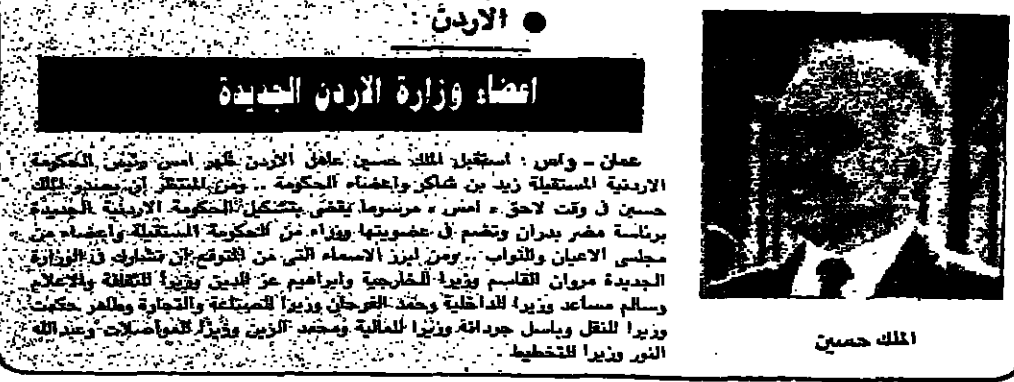 ● الاردن :
اعضاء وزارة الاردن الجديدة
عمان – واس : استقبل الملك حسين عاهل الاردن ظهر امس رئيس الحكومة
الاردنية المستقيلة زيد بن شاكر واعضاء الحكومة .. ومن المنتظر ان يصدر الملك
حسين في وقت لاحق « امس » مرسوما يقضي بتشكيل الحكومة الاردنية الجديدة
برئاسة مضر بدران وتضم في عضويتها وزراء من الحكومة المستقيلة واعضاء من
مجلسي الاعيان والنواب .. ومن ابرز الاسماء التي من المتوقع ان تشارك في الوزارة
الجديدة مروان القاسم وزيرا للخارجية وابراهيم عز الدين وزيرا للثقافة والاعلام
وسالم مساعد وزيرا للداخلية وحمد الفرحان وزيرا للصناعة والتجارة وطاهر حكمت
وزيرا للنقل وباسل جردانة وزيرا للمالية ومحمد الزبن وزيرا للمواصلات وعبدالله
النور وزيرا للتخطيط .
الملك حسين